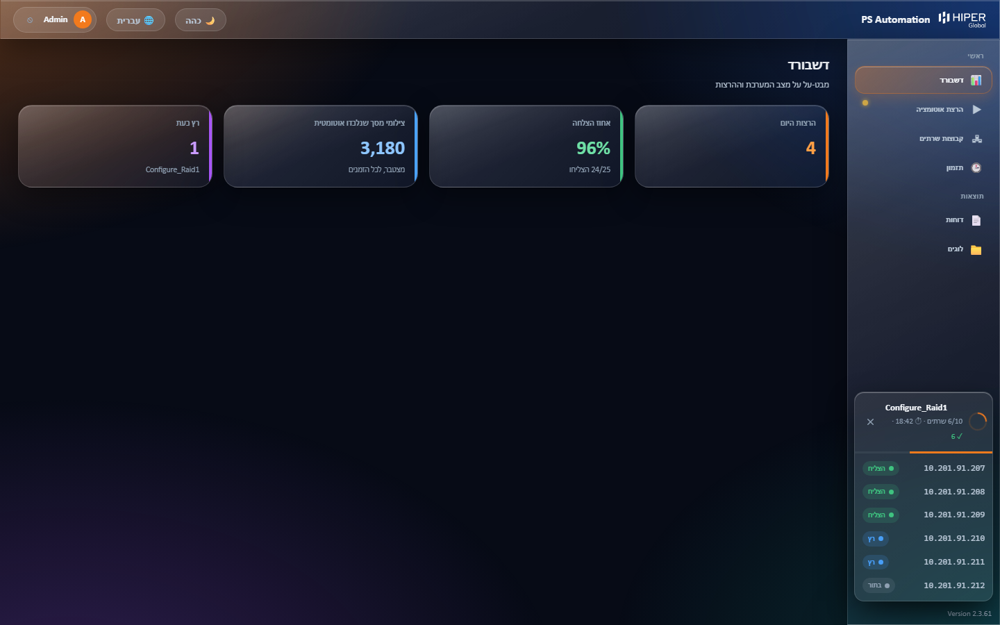 HIPER
Global
PS Automation
🌙 כהה
🌐 עברית
A Admin
ראשי
דשבורד
הרצת אוטומציה
קבוצות שרתים
תזמון
תוצאות
דוחות
לוגים
דשבורד
מבט-על על מצב המערכת וההרצות
הרצות היום
4
אחוז הצלחה
96%
24/25 הצליחו
צילומי מסך שנלכדו אוטומטית
3,180
מצטבר, לכל הזמנים
רץ כעת
1
Configure_Raid1
Configure_Raid1
6/10 שרתים · ⏱ 18:42 ·
✓ 6
10.201.91.207 הצליח
10.201.91.208 הצליח
10.201.91.209 הצליח
10.201.91.210 רץ
10.201.91.211 רץ
10.201.91.212 בתור
Version 2.3.61